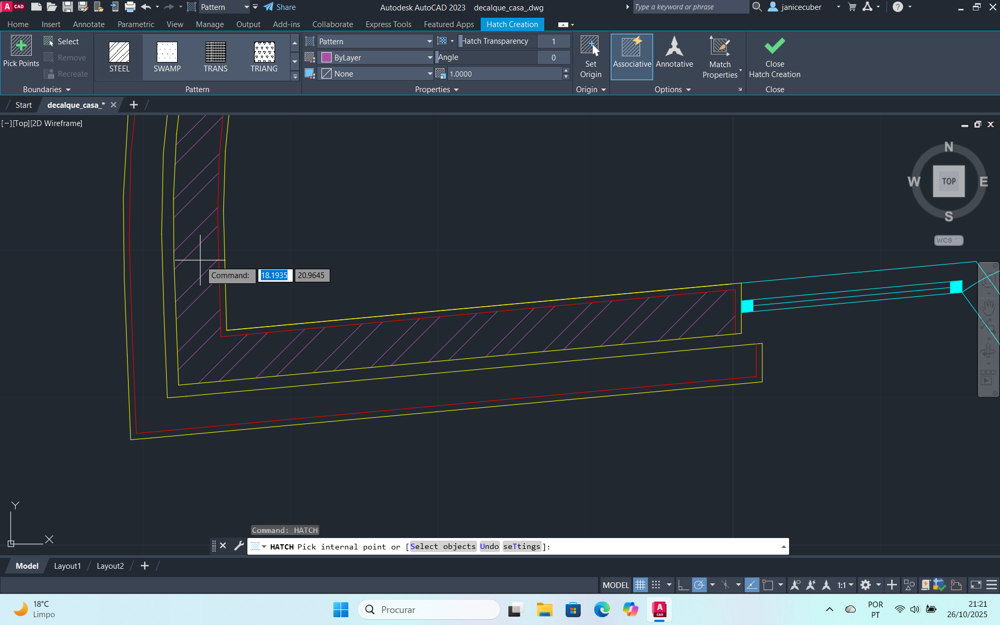 A CAD Pattern Share Autodesk AutoCAD 2023 decalque_casa_.dwg Type a keyword or phrase janicecuber ?
Home Insert Annotate Parametric View Manage Output Add-ins Collaborate Express Tools Featured Apps Hatch Creation
Pick Points
Select
Remove
Recreate
Boundaries
STEEL SWAMP TRANS TRIANG
Pattern
Pattern Hatch Transparency 1
ByLayer Angle 0
None 1.0000
Properties
Set
Origin
Origin
Associative Annotative
Match
Properties
Options
Close
Hatch Creation
Close
Start decalque_casa_*
[−][Top][2D Wireframe]
N
W TOP E
S
WCS
Command: 18.1935 20.9645
Y
X
Command: HATCH
HATCH Pick internal point or [Select objects Undo seTtings]:
Model Layout1 Layout2
MODEL 1:1
18°C
Limpo
Procurar
A CAD
POR
PT
21:21
26/10/2025